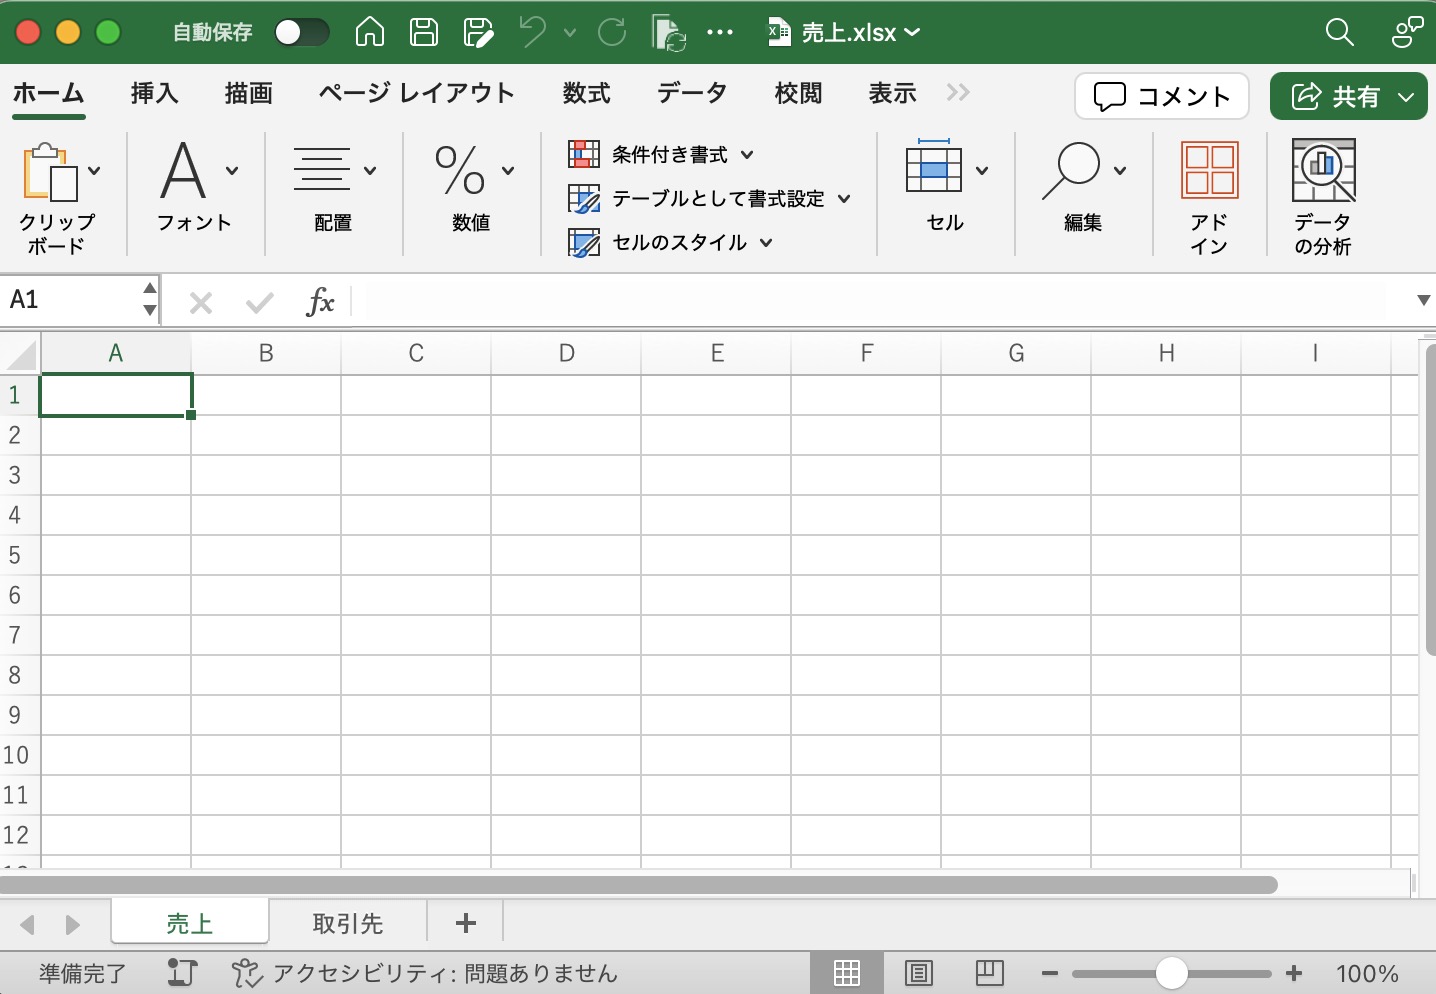 自動保存 売上.xlsx
ホーム 挿入 描画 ページ レイアウト 数式 データ 校閲 表示 コメント 共有
クリップ
ボード
フォント
配置
数値
条件付き書式
テーブルとして書式設定
セルのスタイル
セル
編集
アド
イン
データ
の分析
A1 fx
A B C D E F G H I
1
2
3
4
5
6
7
8
9
10
11
12
売上 取引先
準備完了 アクセシビリティ: 問題ありません 100%